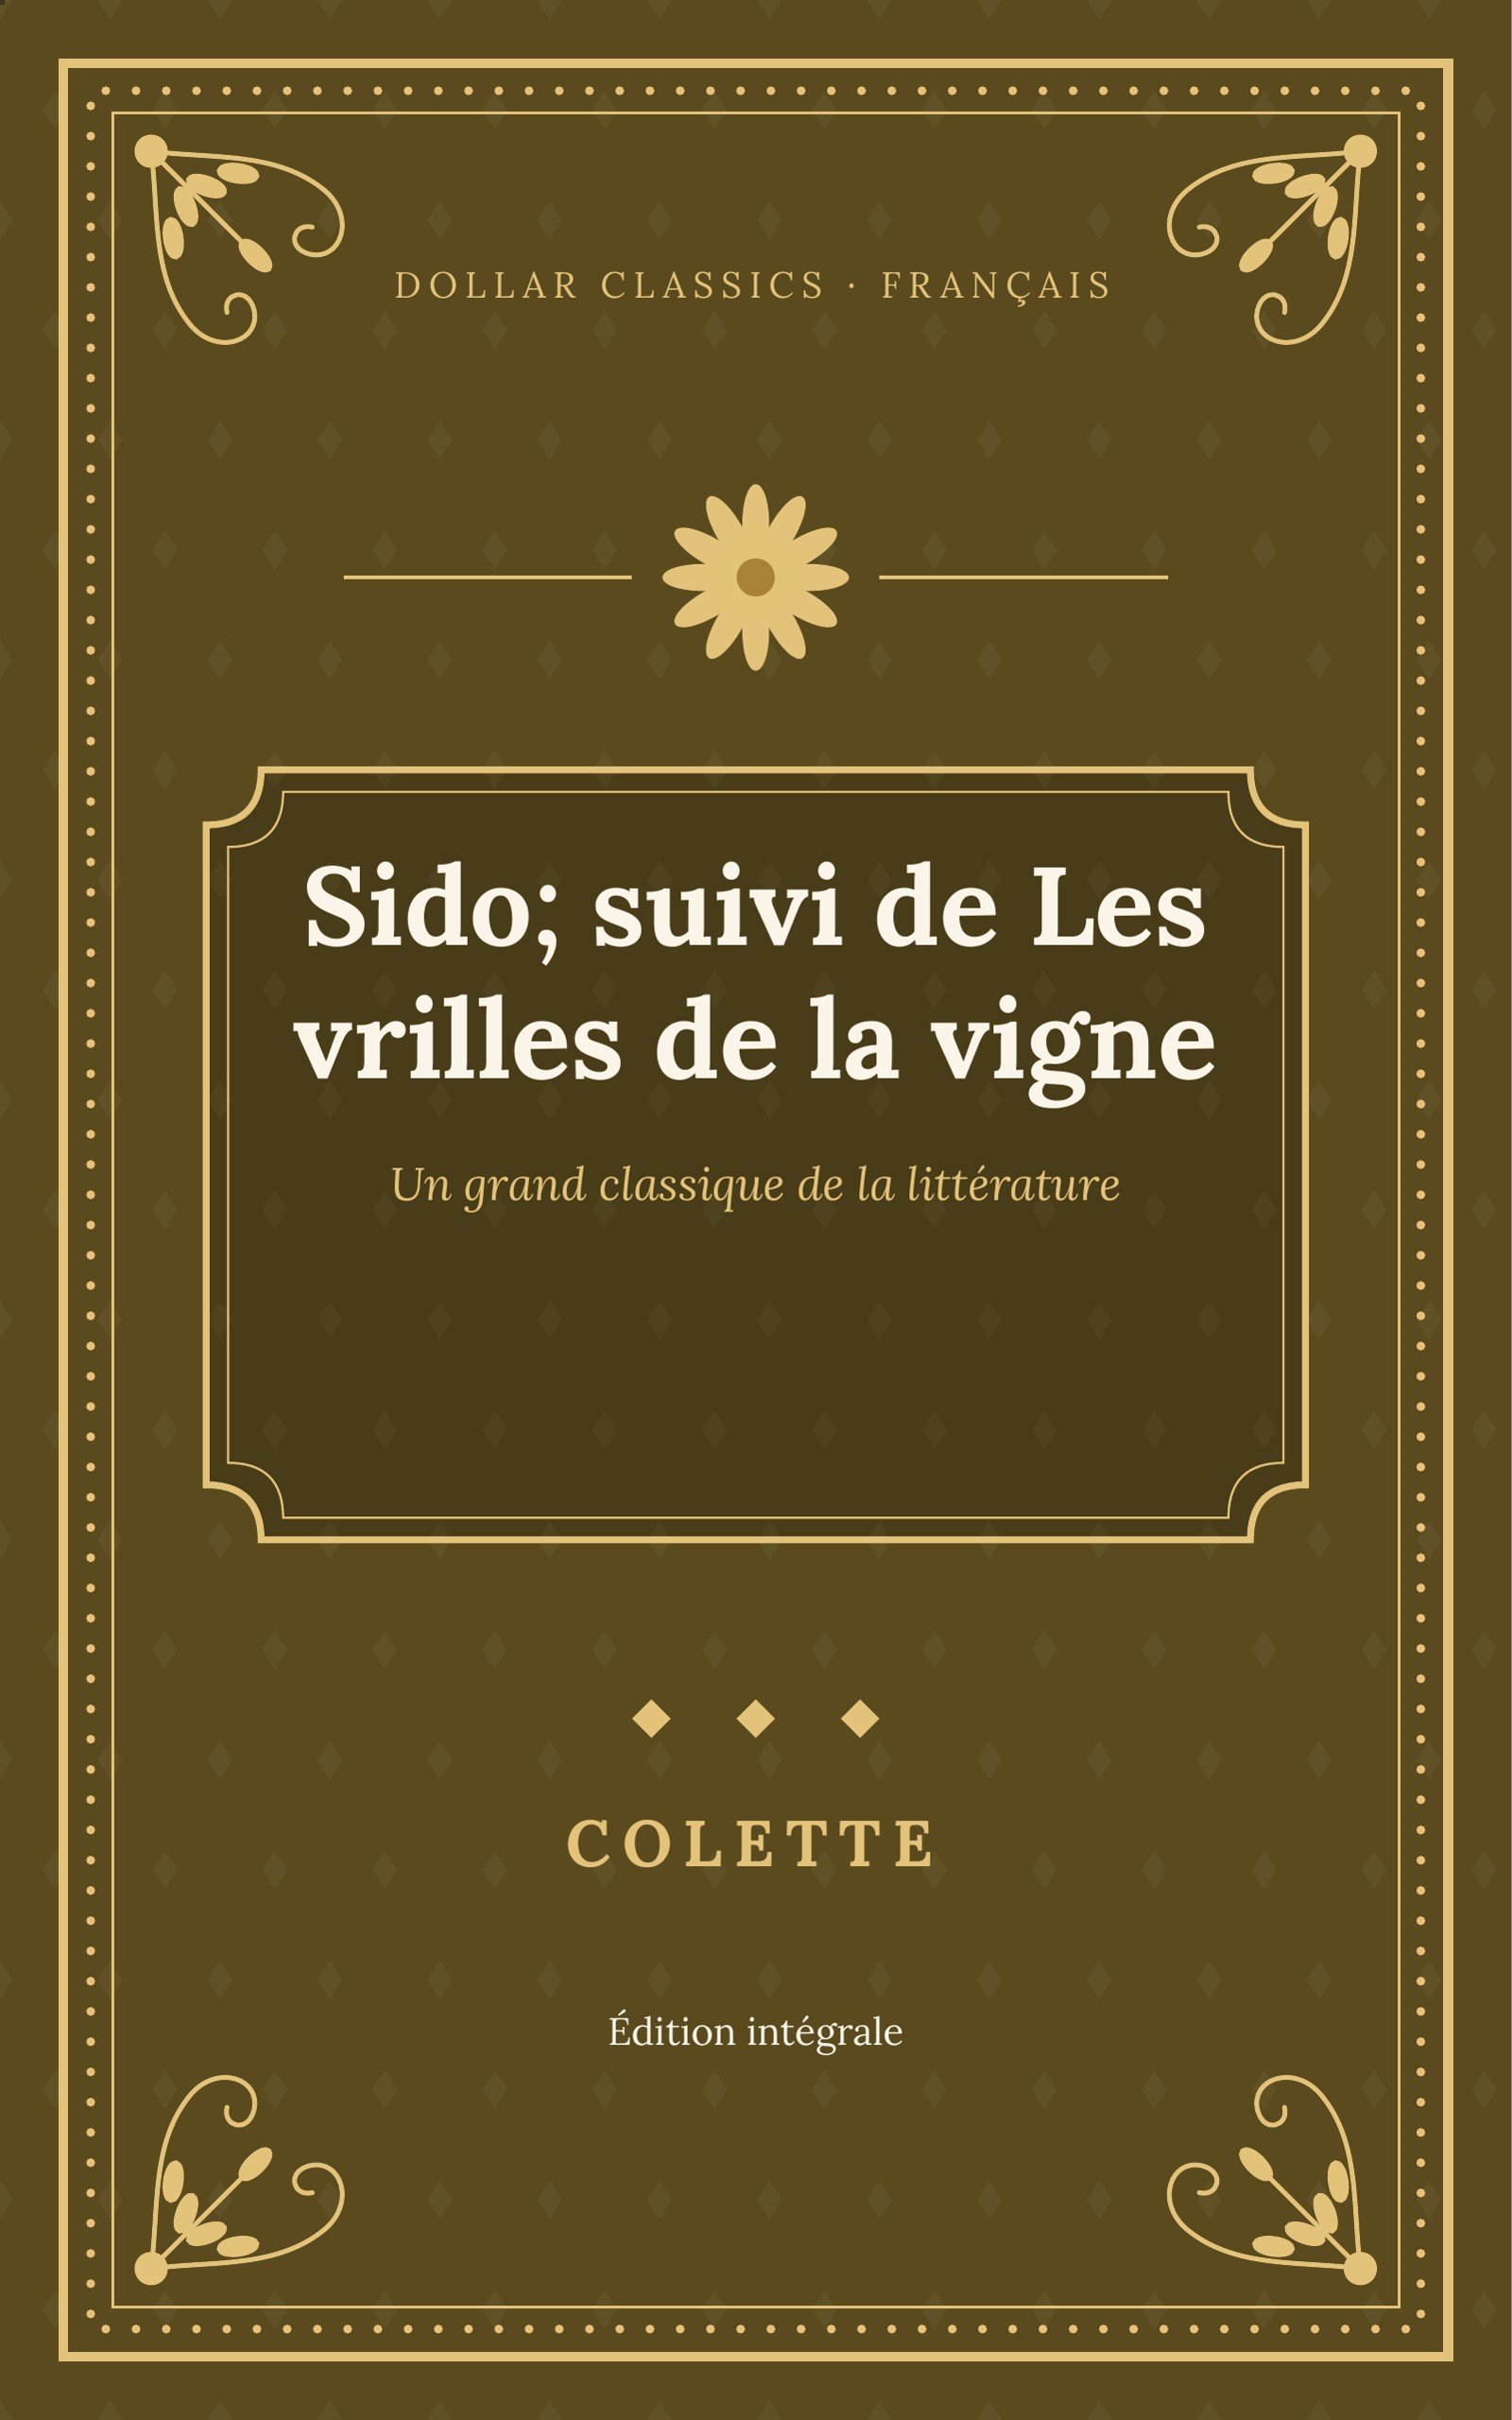 DOLLAR CLASSICS · FRANÇAIS
Sido; suivi de Les
vrilles de la vigne
Un grand classique de la littérature
COLETTE
Édition intégrale